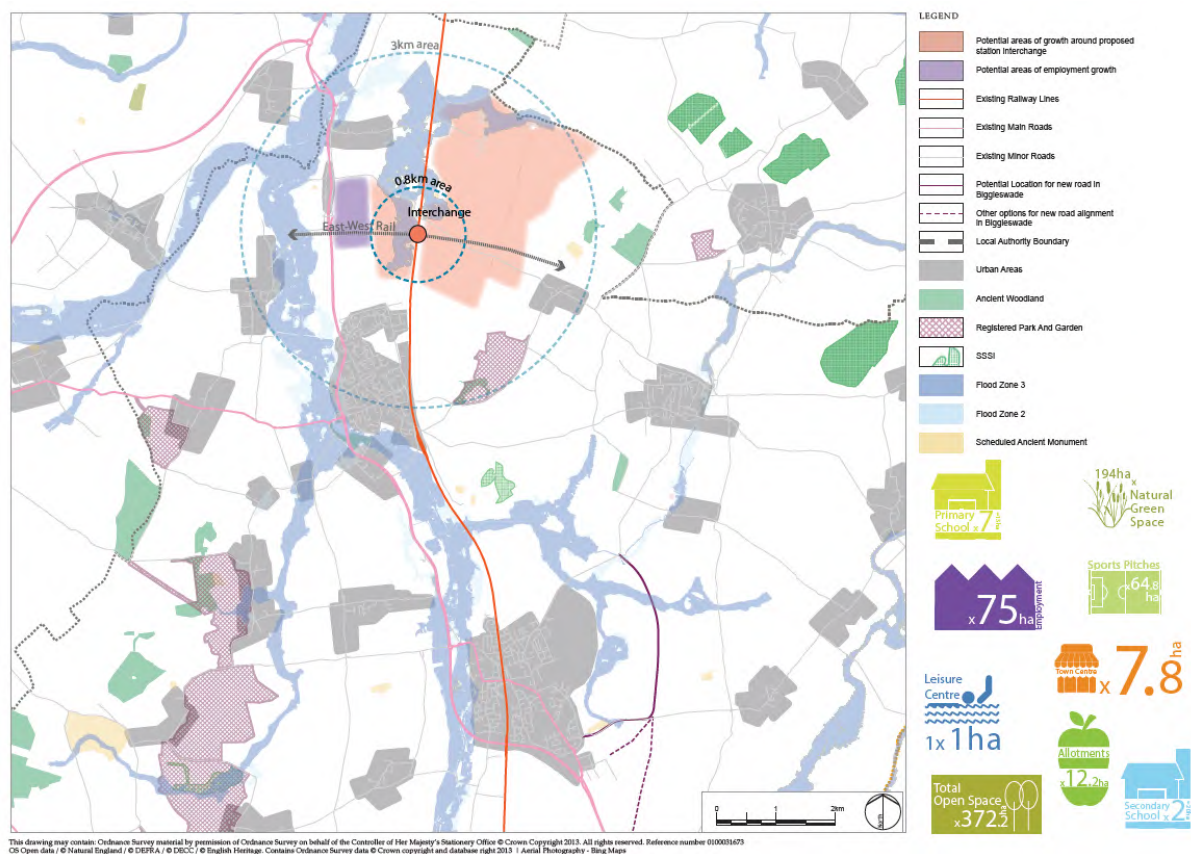 3km area
0.8km area
Interchange
East-West Rail
0
1
2km
North
LEGEND
Potential areas of growth around proposed
station interchange
Potential areas of employment growth
Existing Railway Lines
Existing Main Roads
Existing Minor Roads
Potential Location for new road in
Biggleswade
Other options for new road alignment
in Biggleswade
Local Authority Boundary
Urban Areas
Ancient Woodland
Registered Park And Garden
SSSI
Flood Zone 3
Flood Zone 2
Scheduled Ancient Monument
Primary
School x 7
194ha
x
Natural
Green
Space
x 75 ha
Employment
Sports Pitches
x64.8
ha
Town Centre
x 7.8 ha
Leisure
Centre
1x 1ha
Allotments
x12.2ha
Total
Open Space
x372.2 ha
Secondary
School x 2
This drawing may contain: Ordnance Survey material by permission of Ordnance Survey on behalf of the Controller of Her Majesty's Stationery Office © Crown Copyright 2013. All rights reserved. Reference number 0100031673
OS Open data / © Natural England / © DEFRA / © DECC / © English Heritage. Contains Ordnance Survey data © Crown copyright and database right 2013 | Aerial Photography - Bing Maps